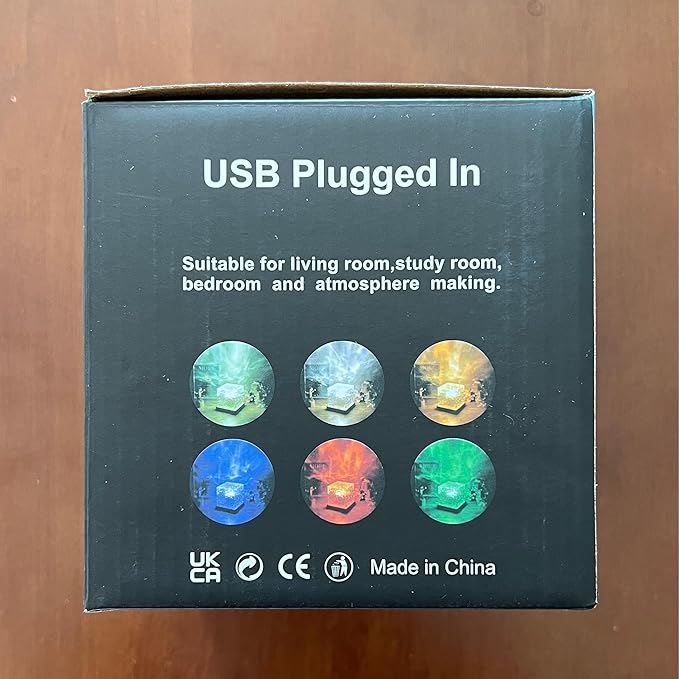 USB Plugged In
Suitable for living room,study room,
bedroom and atmosphere making.
UK
CA
CE
Made in China